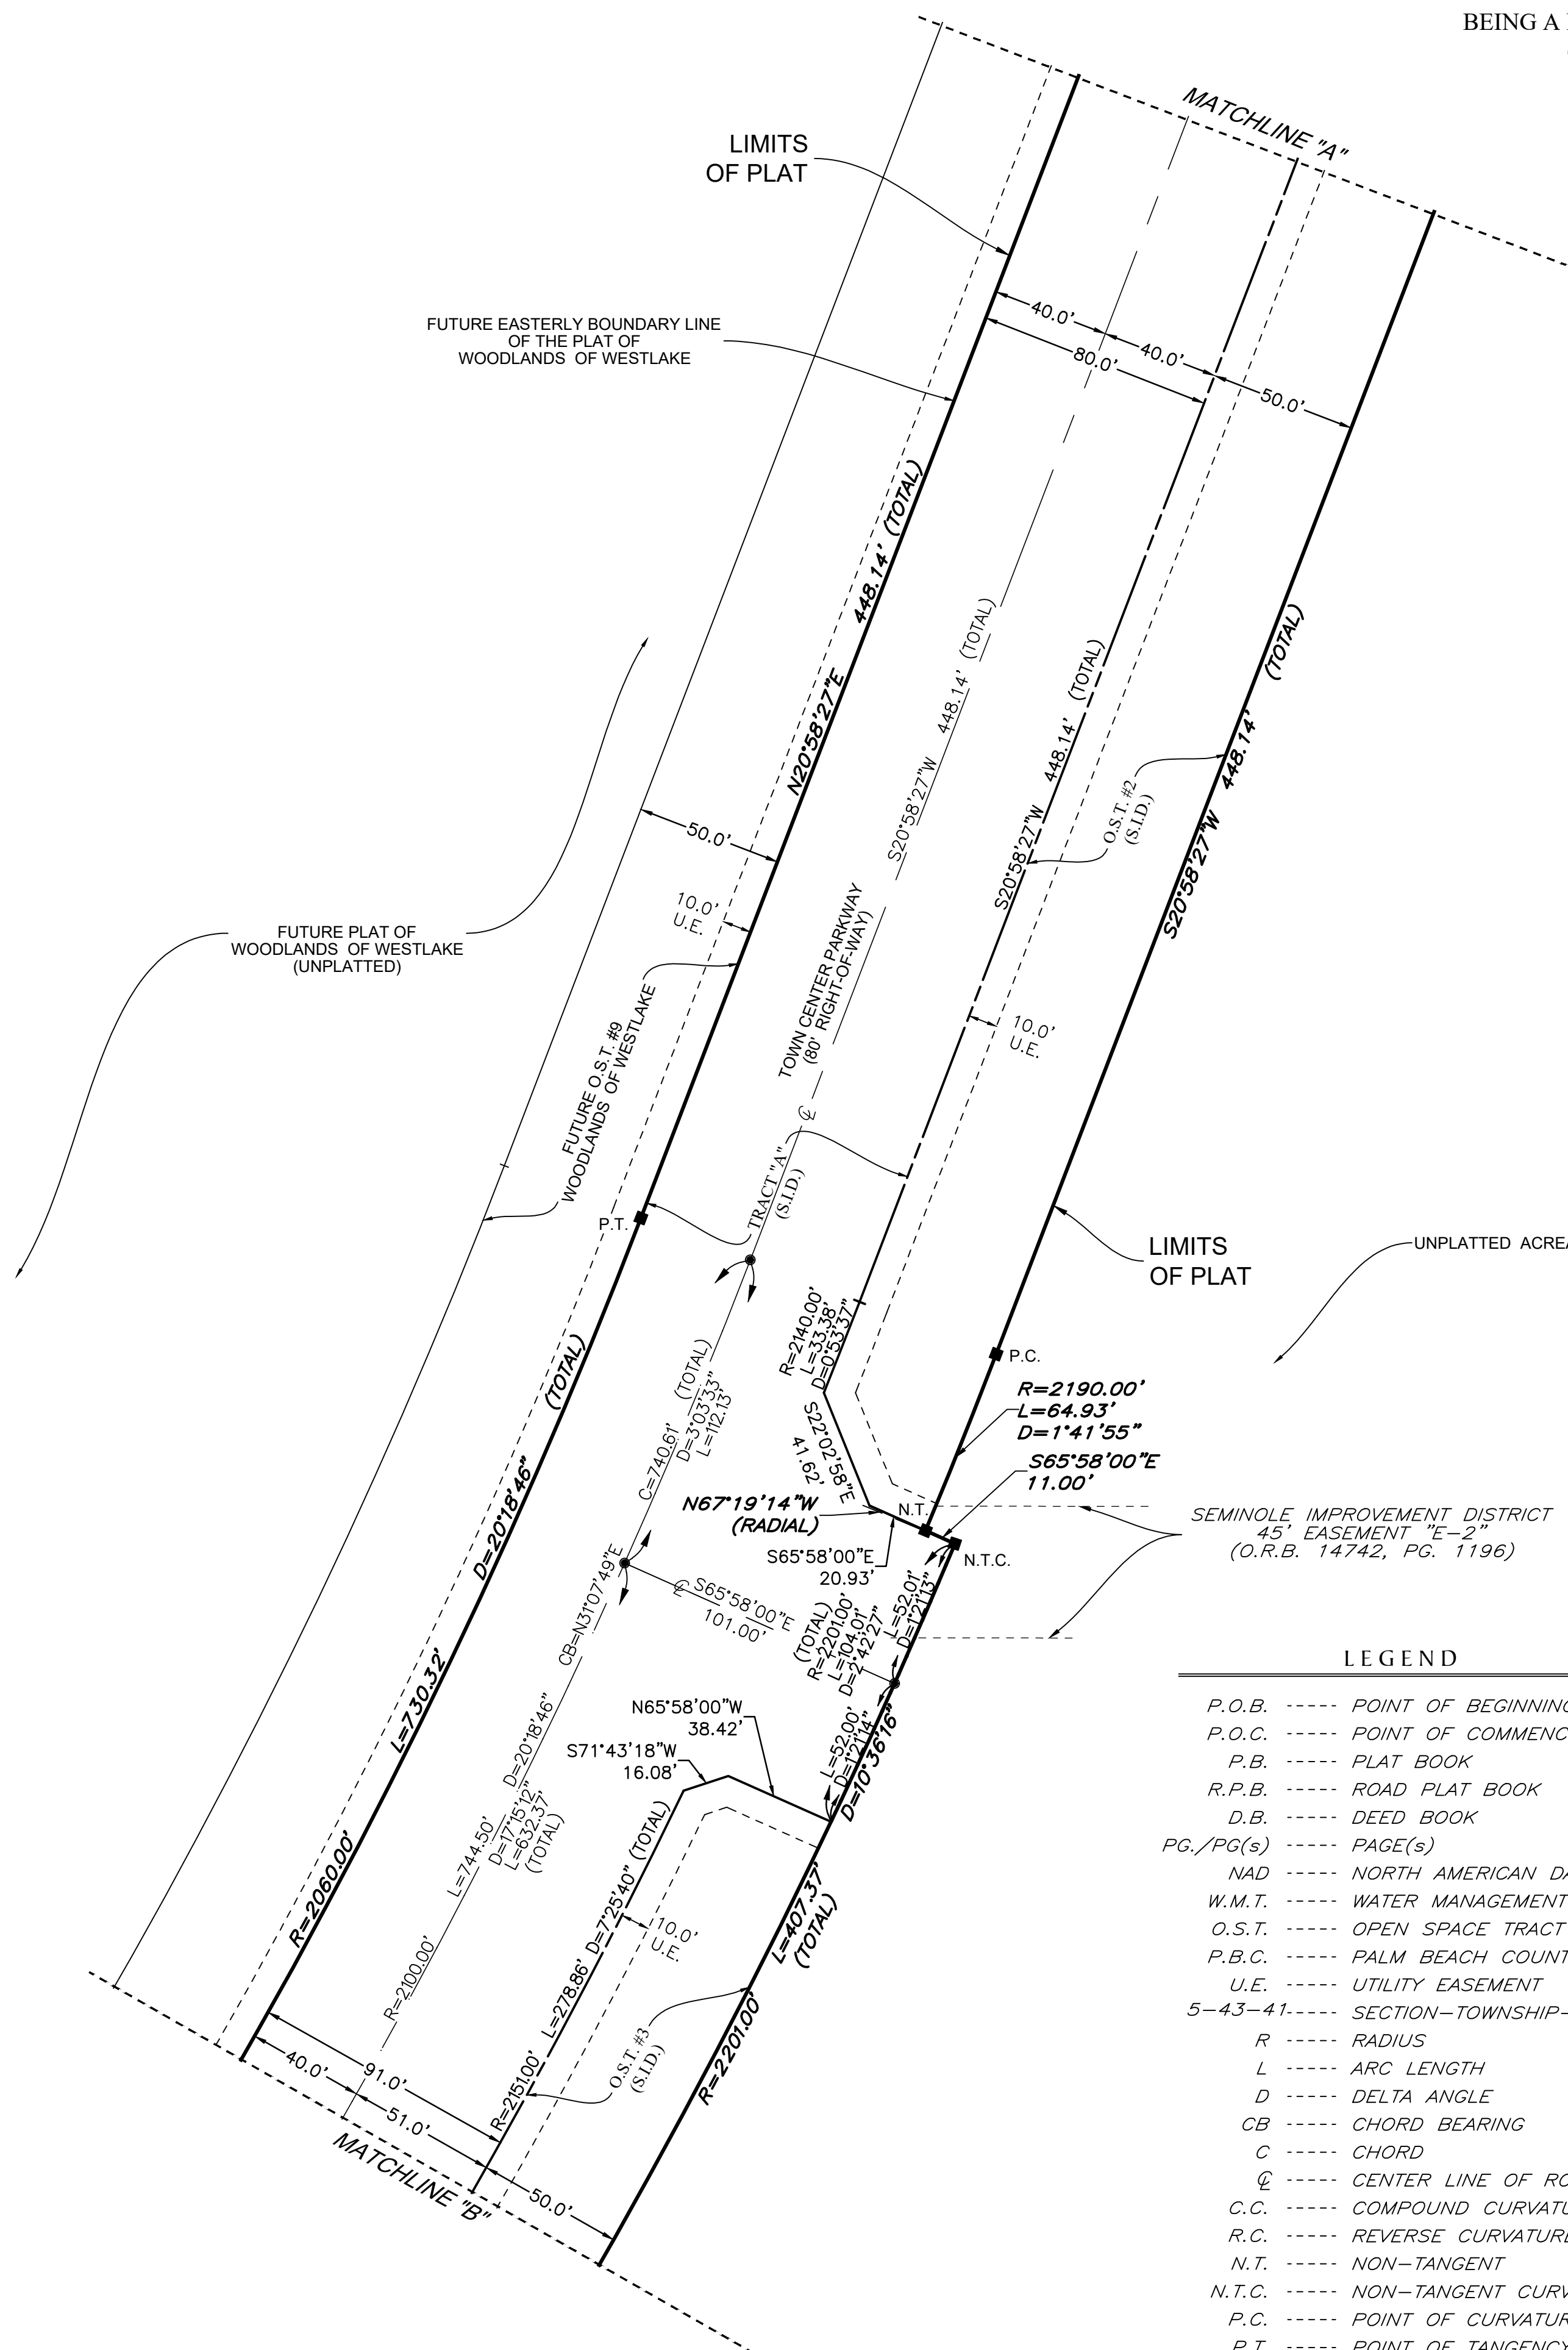 BEING A
MATCHLINE "A"
LIMITS
OF PLAT
FUTURE EASTERLY BOUNDARY LINE
OF THE PLAT OF
WOODLANDS OF WESTLAKE
40.0'
40.0'
80.0'
50.0'
N20°58'27"E 448.14' (TOTAL)
S20°58'27"W 448.14' (TOTAL)
S20°58'27"W 448.14' (TOTAL)
S20°58'27"W 448.14' (TOTAL)
O.S.T. #2
(S.I.D.)
50.0'
10.0'
U.E.
FUTURE PLAT OF
WOODLANDS OF WESTLAKE
(UNPLATTED)
FUTURE O.S.T. #9
WOODLANDS OF WESTLAKE
TOWN CENTER PARKWAY
(80' RIGHT-OF-WAY)
10.0'
U.E.
℄
TRACT "A"
(S.I.D.)
P.T.
LIMITS
OF PLAT
UNPLATTED ACREA
R=2140.00'
L=33.38'
D=0°53'37"
P.C.
R=2190.00'
L=64.93'
D=1°41'55"
S65°58'00"E
11.00'
S22°02'58"E
41.62'
N67°19'14"W
(RADIAL)
N.T.
N.T.C.
S65°58'00"E
20.93'
SEMINOLE IMPROVEMENT DISTRICT
45' EASEMENT "E-2"
(O.R.B. 14742, PG. 1196)
R=2060.00' L=730.32' D=20°18'46" (TOTAL)
R=2100.00' L=744.50' D=20°18'46" CB=N31°07'49"E C=740.61' (TOTAL)
D=3°03'33"
L=112.13'
D=17°15'12"
L=632.37'
(TOTAL)
℄ S65°58'00"E
101.00'
(TOTAL)
R=2201.00'
L=104.01'
D=2°42'27"
L=52.01'
D=1°21'13"
L=52.00'
D=1°21'14"
N65°58'00"W
38.42'
S71°43'18"W
16.08'
R=2151.00' L=278.86' D=7°25'40" (TOTAL)
10.0'
U.E.
O.S.T. #3
(S.I.D.)
R=2201.00' L=407.37' D=10°36'16"
(TOTAL)
40.0'
91.0'
51.0'
50.0'
MATCHLINE "B"
LEGEND
P.O.B. ----- POINT OF BEGINNING
P.O.C. ----- POINT OF COMMENC
P.B. ----- PLAT BOOK
R.P.B. ----- ROAD PLAT BOOK
D.B. ----- DEED BOOK
PG./PG(s) ----- PAGE(s)
NAD ----- NORTH AMERICAN DA
W.M.T. ----- WATER MANAGEMENT
O.S.T. ----- OPEN SPACE TRACT
P.B.C. ----- PALM BEACH COUNT
U.E. ----- UTILITY EASEMENT
5-43-41 ----- SECTION-TOWNSHIP-
R ----- RADIUS
L ----- ARC LENGTH
D ----- DELTA ANGLE
CB ----- CHORD BEARING
C ----- CHORD
℄ ----- CENTER LINE OF RO
C.C. ----- COMPOUND CURVATU
R.C. ----- REVERSE CURVATURE
N.T. ----- NON-TANGENT
N.T.C. ----- NON-TANGENT CURV
P.C. ----- POINT OF CURVATUR
P.T. ----- POINT OF TANGENCY